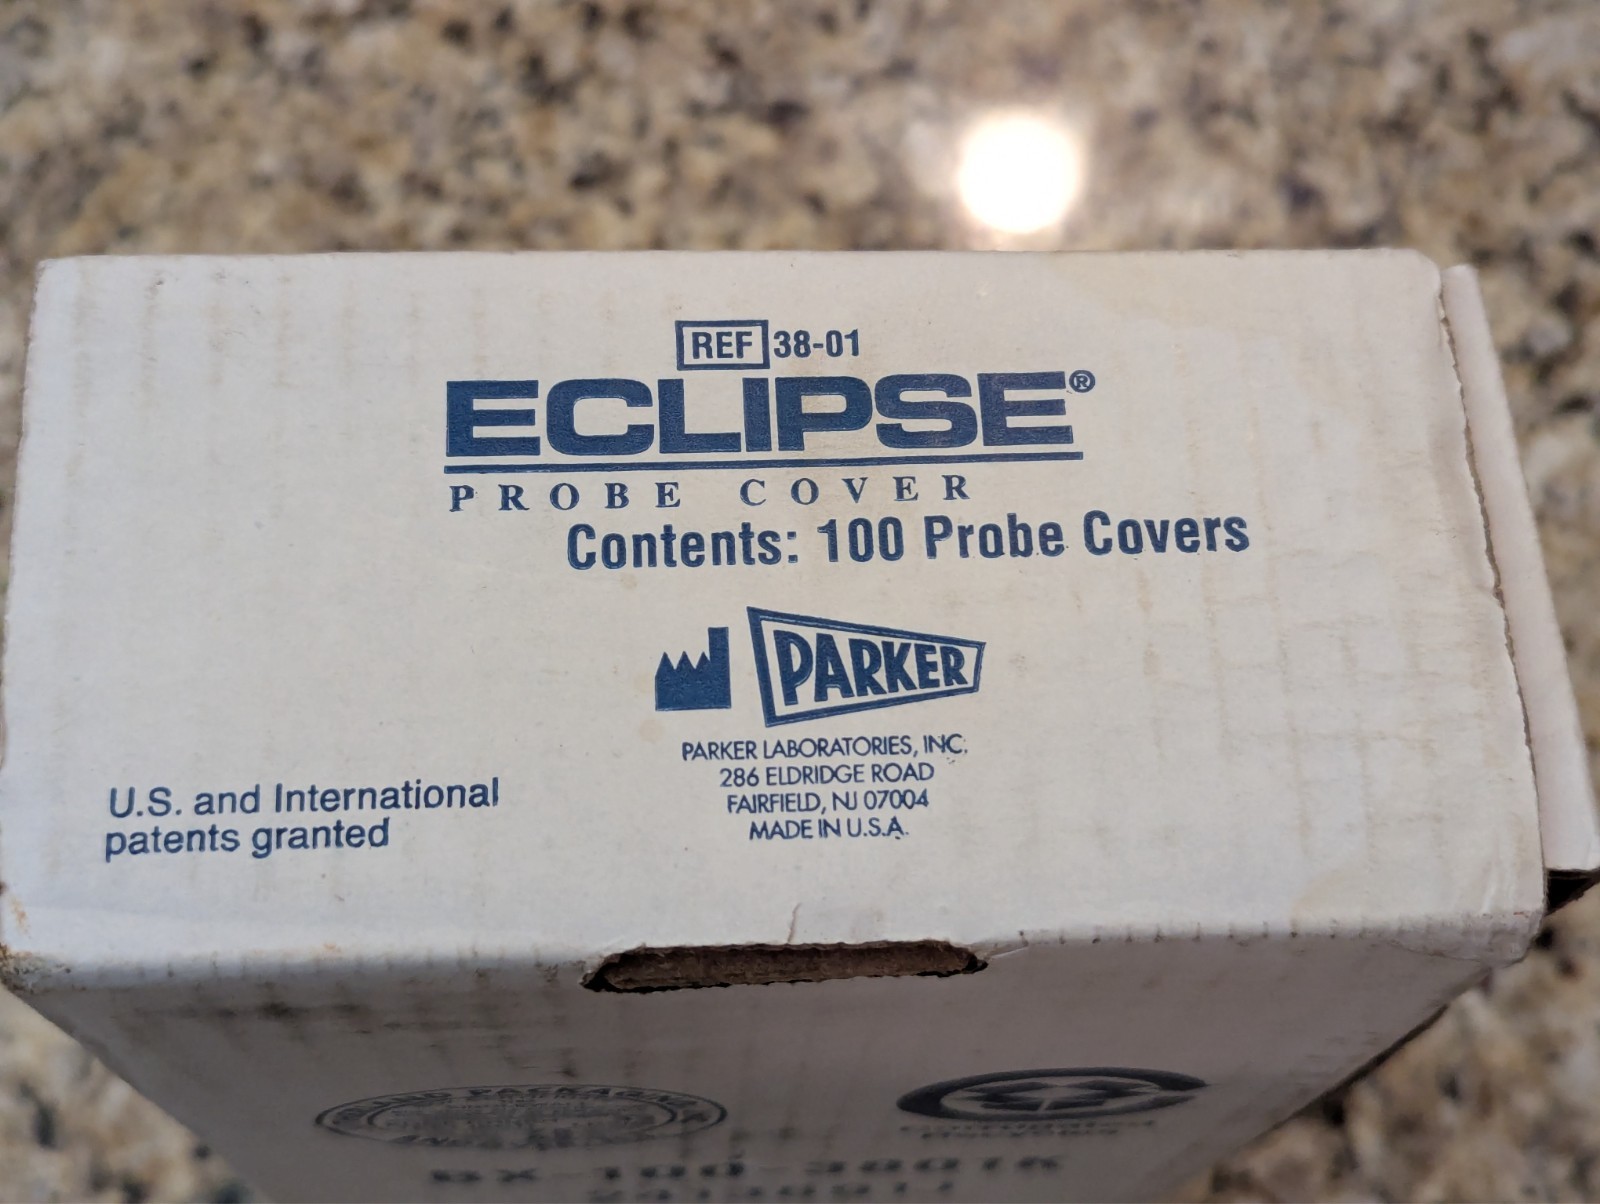 REF 38-01
ECLIPSE®
PROBE COVER
Contents: 100 Probe Covers
PARKER
PARKER LABORATORIES, INC.
286 ELDRIDGE ROAD
FAIRFIELD, NJ 07004
MADE IN U.S.A.
U.S. and International
patents granted